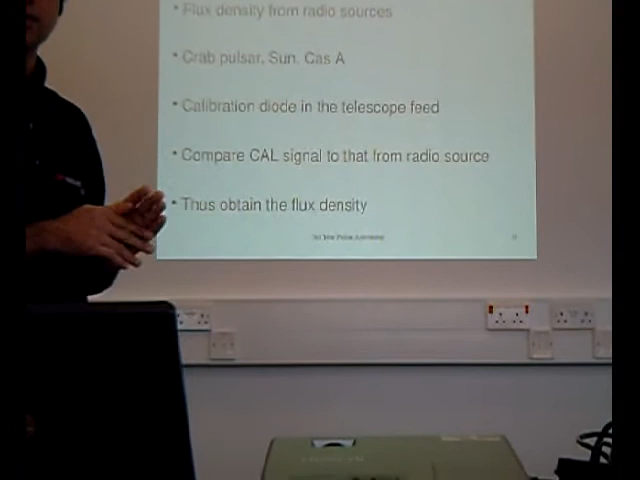 • Flux density from radio sources
• Crab pulsar, Sun, Cas A
• Calibration diode in the telescope feed
• Compare CAL signal to that from radio source
• Thus obtain the flux density